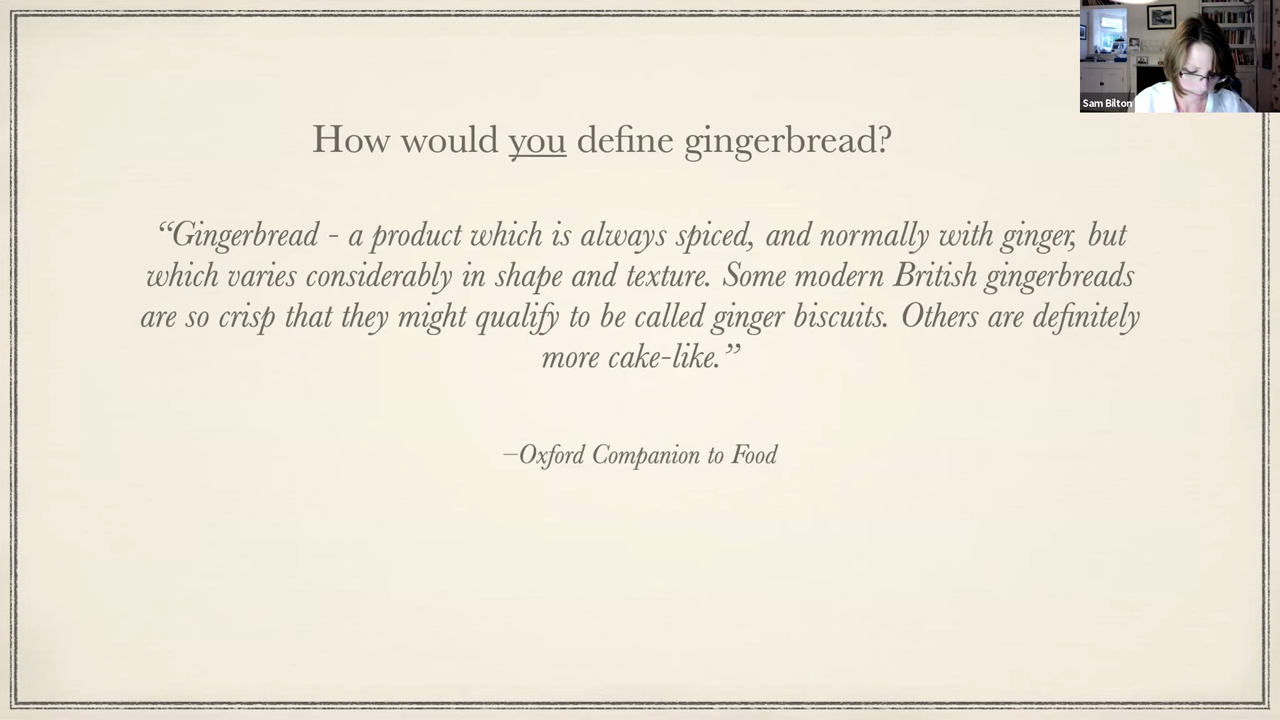 How would you define gingerbread?
“Gingerbread - a product which is always spiced, and normally with ginger, but
which varies considerably in shape and texture. Some modern British gingerbreads
are so crisp that they might qualify to be called ginger biscuits. Others are definitely
more cake-like.”
–Oxford Companion to Food
Sam Bilton